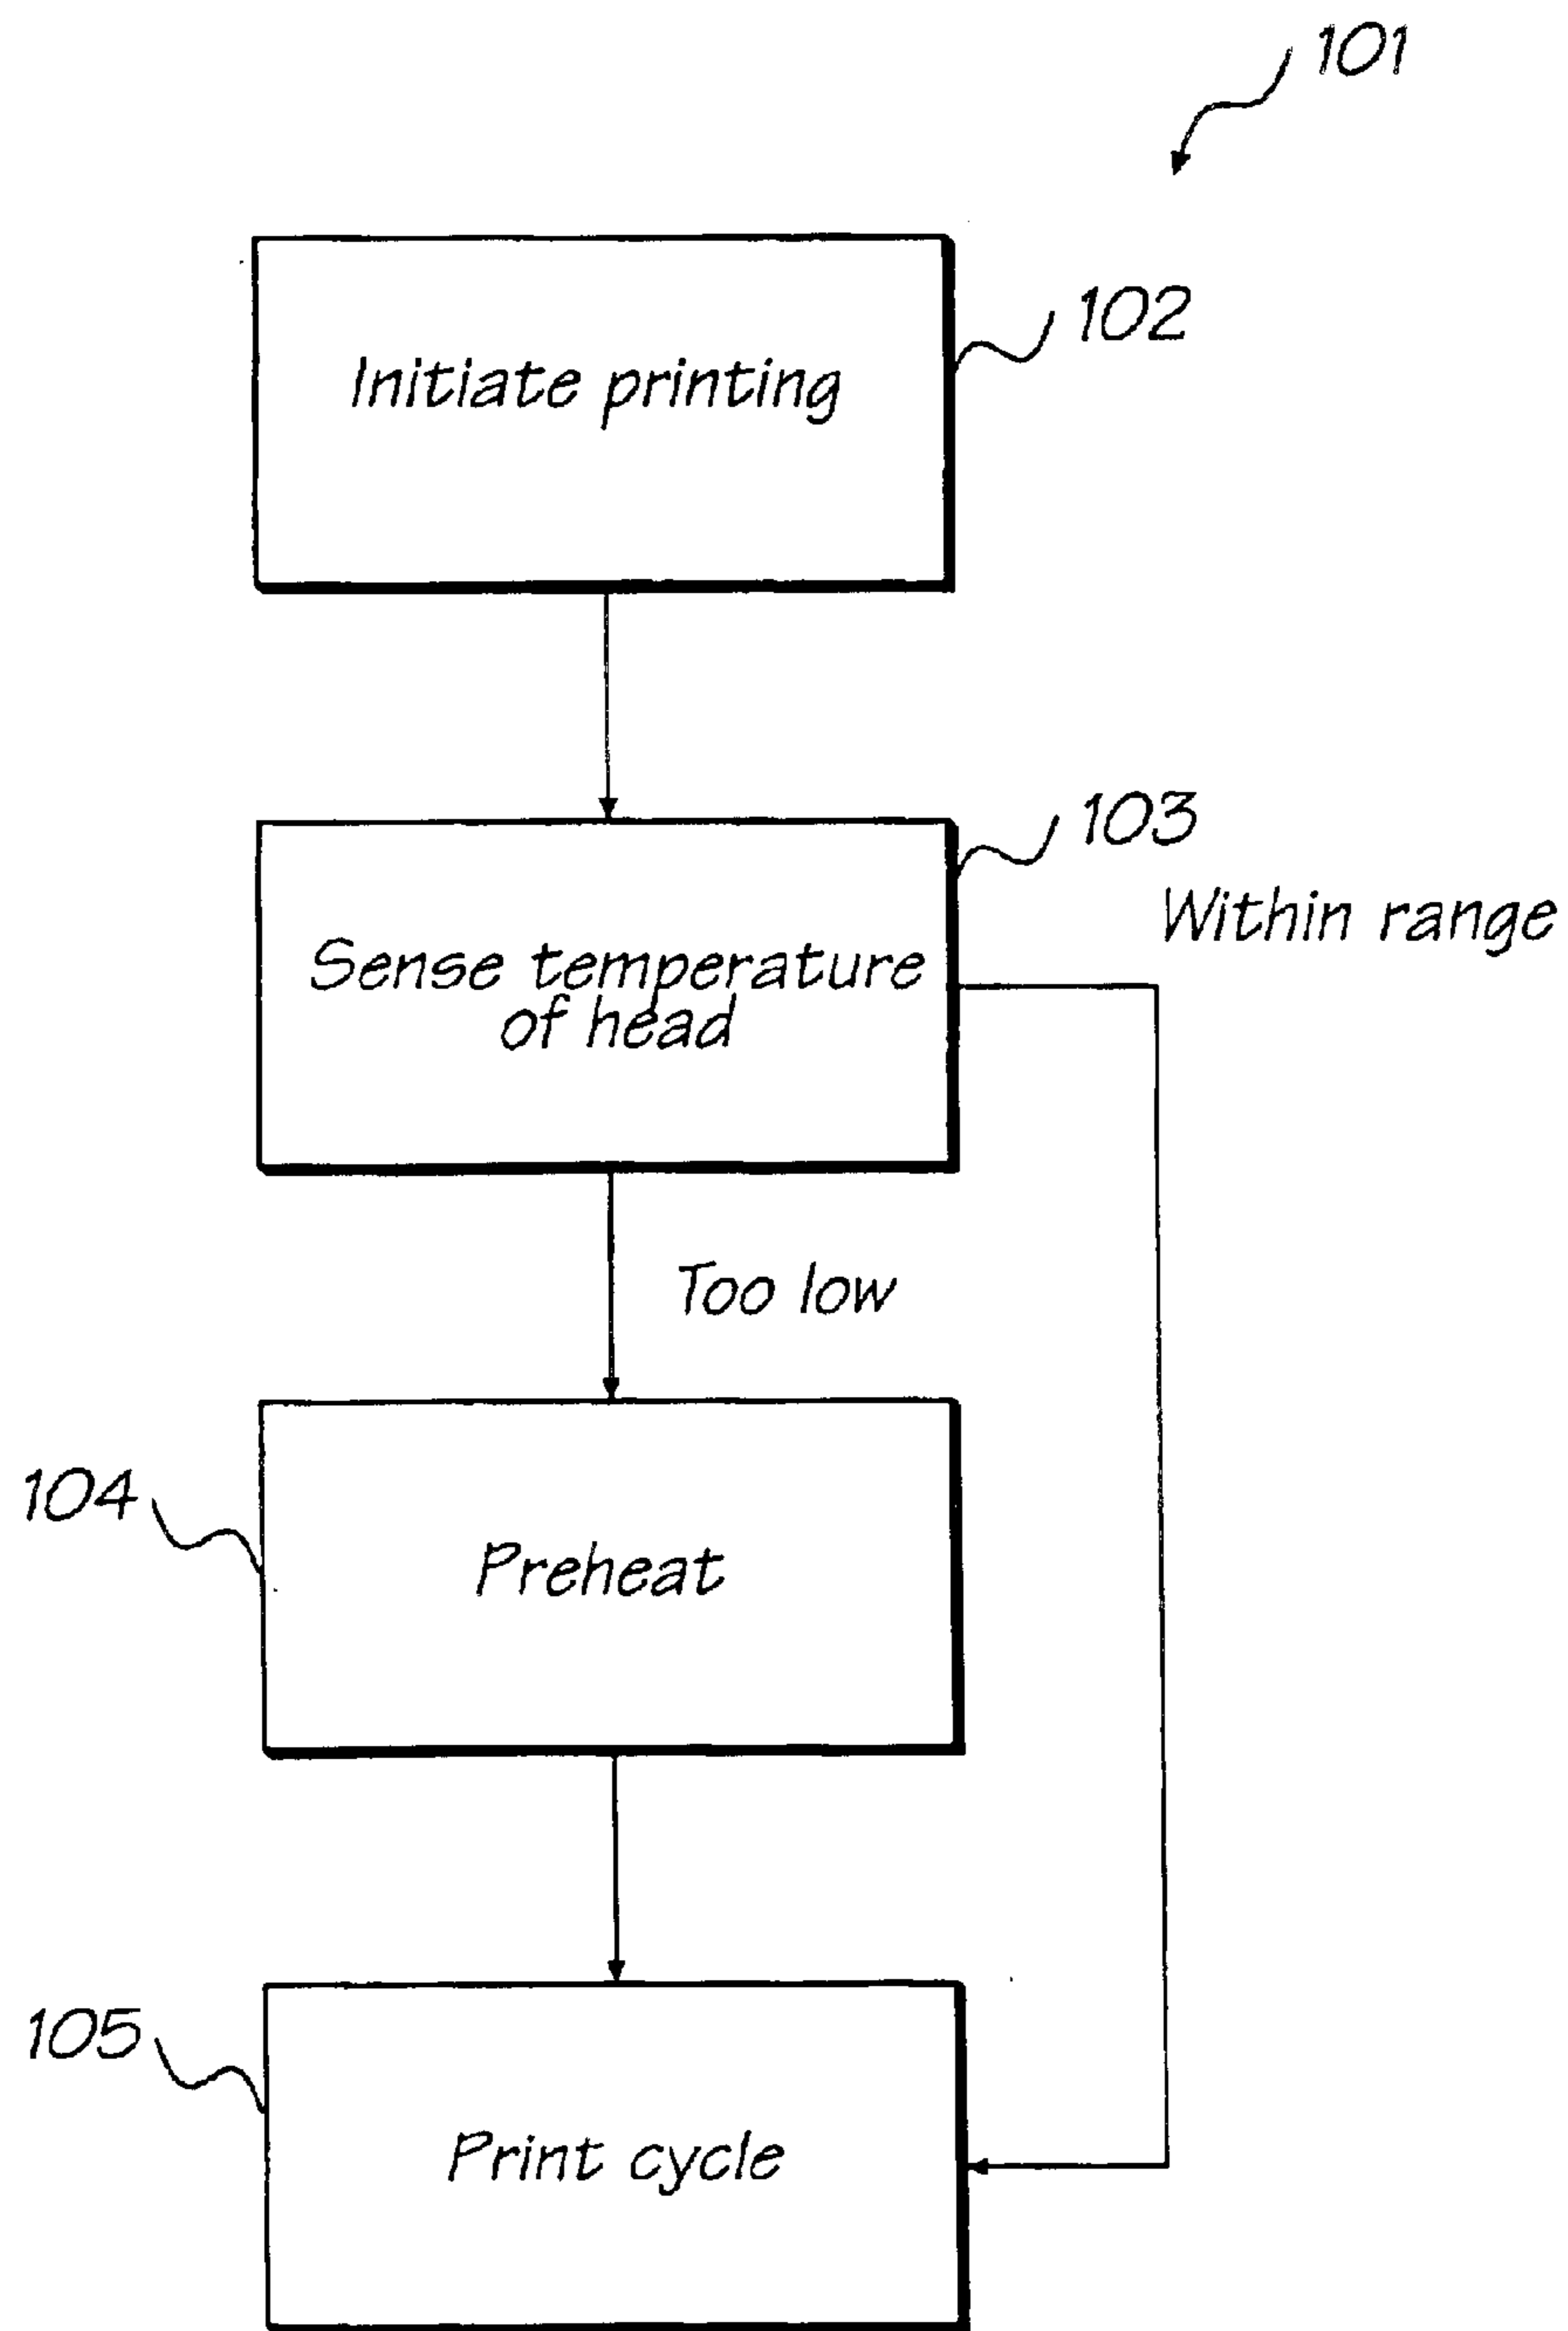 101
Initiate printing
102
103
Within range
Sense temperature
of head
Too low
104
Preheat
105
Print cycle